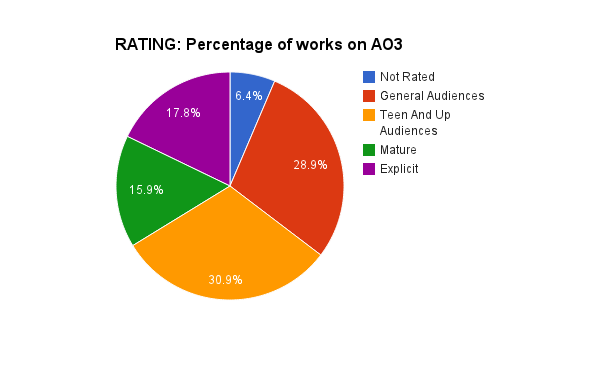 RATING: Percentage of works on AO3
6.4%
28.9%
30.9%
15.9%
17.8%
Not Rated
General Audiences
Teen And Up
Audiences
Mature
Explicit